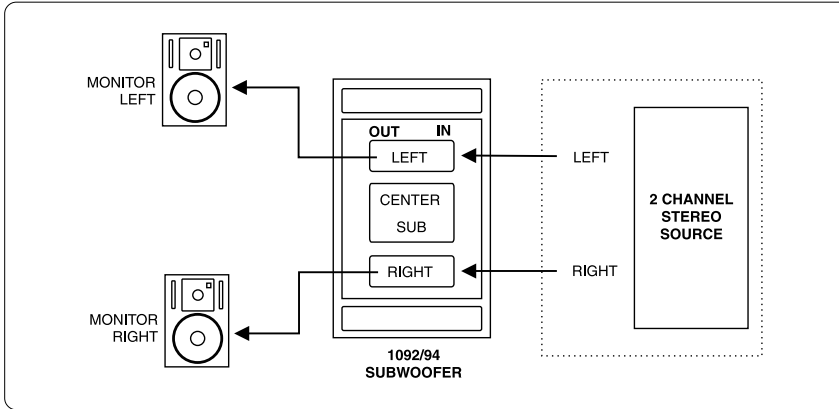 MONITOR
LEFT
OUT IN
LEFT
CENTER
SUB
RIGHT
LEFT
RIGHT
2 CHANNEL
STEREO
SOURCE
MONITOR
RIGHT
1092/94
SUBWOOFER